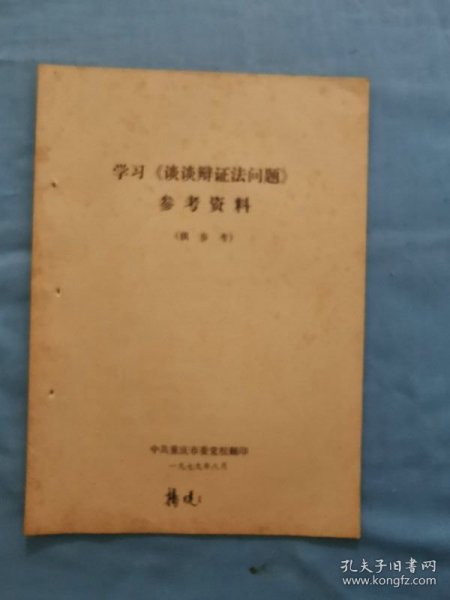 学习《谈谈辩证法问题》
参考资料
（供参考）
中共重庆市委党校翻印
一九七九年八月
孔夫子旧书网
www.kongfz.com